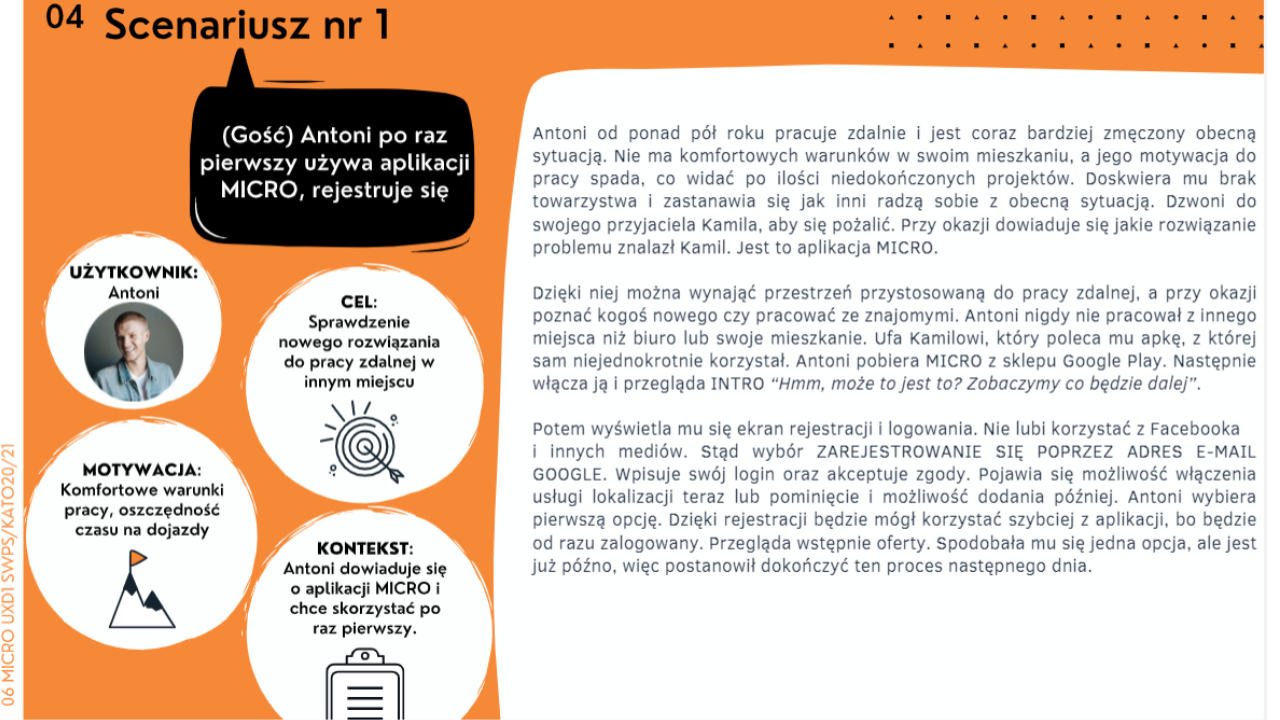 04 Scenariusz nr 1
(Gość) Antoni po raz
pierwszy używa aplikacji
MICRO, rejestruje się
UŻYTKOWNIK:
Antoni
CEL:
Sprawdzenie
nowego rozwiązania
do pracy zdalnej w
innym miejscu
MOTYWACJA:
Komfortowe warunki
pracy, oszczędność
czasu na dojazdy
KONTEKST:
Antoni dowiaduje się
o aplikacji MICRO i
chce skorzystać po
raz pierwszy.
Antoni od ponad pół roku pracuje zdalnie i jest coraz bardziej zmęczony obecną
sytuacją. Nie ma komfortowych warunków w swoim mieszkaniu, a jego motywacja do
pracy spada, co widać po ilości niedokończonych projektów. Doskwiera mu brak
towarzystwa i zastanawia się jak inni radzą sobie z obecną sytuacją. Dzwoni do
swojego przyjaciela Kamila, aby się pożalić. Przy okazji dowiaduje się jakie rozwiązanie
problemu znalazł Kamil. Jest to aplikacja MICRO.
Dzięki niej można wynająć przestrzeń przystosowaną do pracy zdalnej, a przy okazji
poznać kogoś nowego czy pracować ze znajomymi. Antoni nigdy nie pracował z innego
miejsca niż biuro lub swoje mieszkanie. Ufa Kamilowi, który poleca mu apkę, z której
sam niejednokrotnie korzystał. Antoni pobiera MICRO z sklepu Google Play. Następnie
włącza ją i przegląda INTRO “Hmm, może to jest to? Zobaczymy co będzie dalej”.
Potem wyświetla mu się ekran rejestracji i logowania. Nie lubi korzystać z Facebooka
i innych mediów. Stąd wybór ZAREJESTROWANIE SIĘ POPRZEZ ADRES E-MAIL
GOOGLE. Wpisuje swój login oraz akceptuje zgody. Pojawia się możliwość włączenia
usługi lokalizacji teraz lub pominięcie i możliwość dodania później. Antoni wybiera
pierwszą opcję. Dzięki rejestracji będzie mógł korzystać szybciej z aplikacji, bo będzie
od razu zalogowany. Przegląda wstępnie oferty. Spodobała mu się jedna opcja, ale jest
już późno, więc postanowił dokończyć ten proces następnego dnia.
06 MICRO UXD1 SWPS/KATO20/21